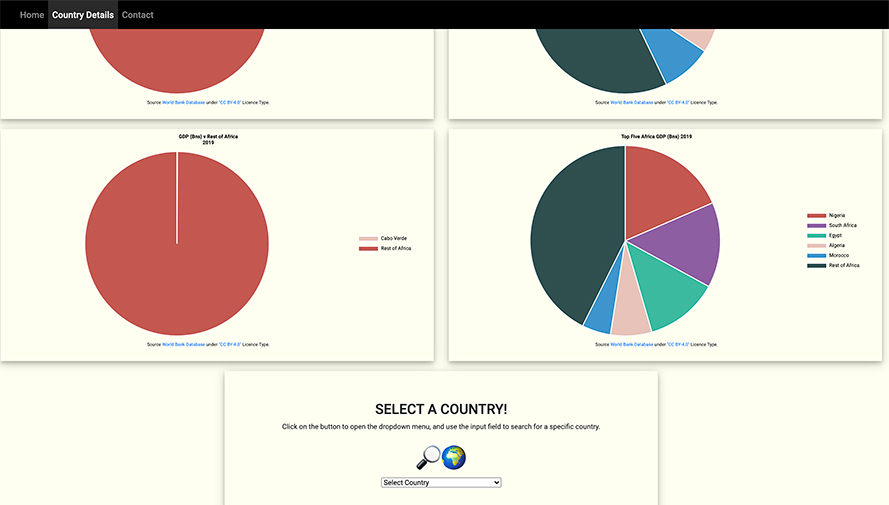 Home Country Details Contact
Source World Bank Database under "CC BY-4.0" Licence Type.
Source World Bank Database under "CC BY-4.0" Licence Type.
GDP (Bns) v Rest of Africa
2019
Cabo Verde
Rest of Africa
Source World Bank Database under "CC BY-4.0" Licence Type.
Top Five Africa GDP (Bns) 2019
Nigeria
South Africa
Egypt
Algeria
Morocco
Rest of Africa
Source World Bank Database under "CC BY-4.0" Licence Type.
SELECT A COUNTRY!
Click on the button to open the dropdown menu, and use the input field to search for a specific country.
Select Country